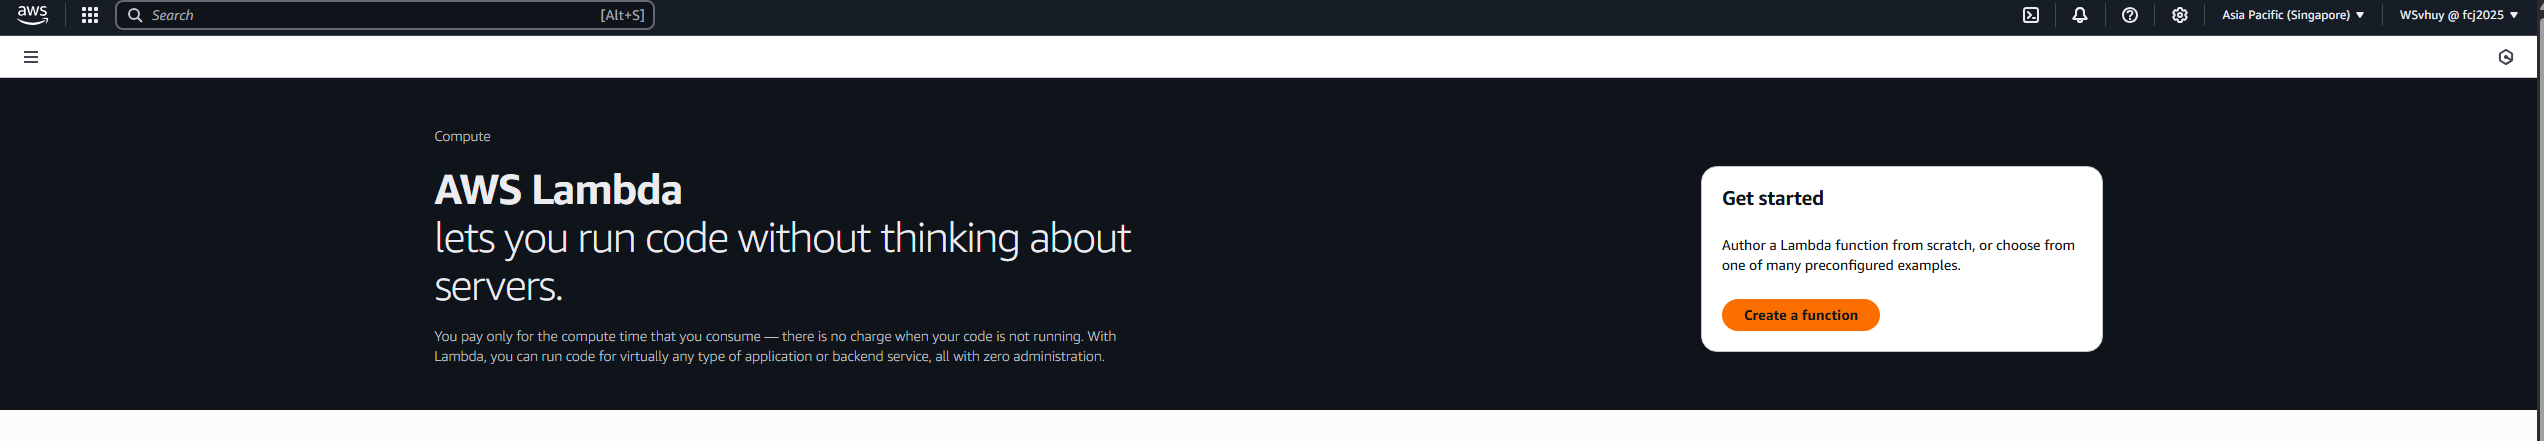 aws
Search [Alt+S]
Asia Pacific (Singapore)
WSvhuy @ fcj2025
Compute
AWS Lambda
lets you run code without thinking about
servers.
You pay only for the compute time that you consume — there is no charge when your code is not running. With
Lambda, you can run code for virtually any type of application or backend service, all with zero administration.
Get started
Author a Lambda function from scratch, or choose from
one of many preconfigured examples.
Create a function